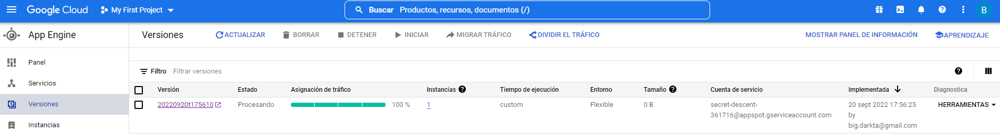 Google Cloud
My First Project
Buscar Productos, recursos, documentos (/)
B
App Engine
Versiones
ACTUALIZAR
BORRAR
DETENER
INICIAR
MIGRAR TRÁFICO
DIVIDIR EL TRÁFICO
MOSTRAR PANEL DE INFORMACIÓN
APRENDIZAJE
Panel
Servicios
Versiones
Instancias
Filtro Filtrar versiones
Versión Estado Asignación de tráfico Instancias Tiempo de ejecución Entorno Tamaño Cuenta de servicio Implementada Diagnostica
20220920t175610 Procesando 100 % 1 custom Flexible 0 B secret-descent- 20 sept 2022 17:56:25 HERRAMIENTAS
361716@appspot.gserviceaccount.com by
big.darkta@gmail.com